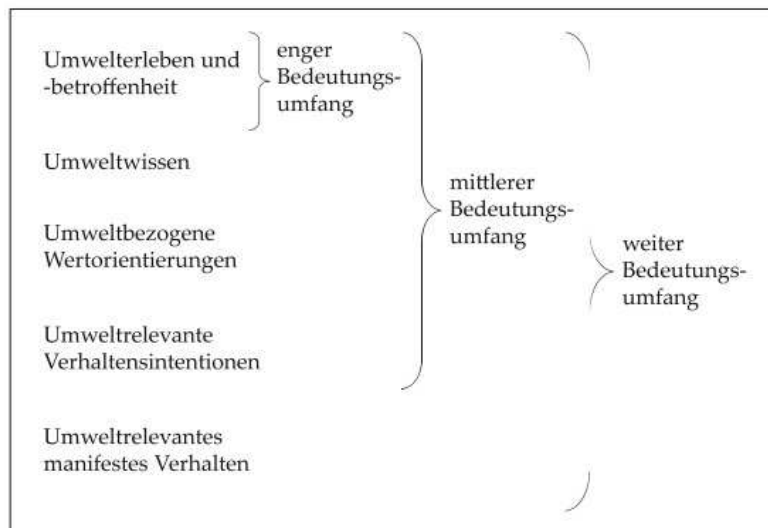 Umwelterleben und
-betroffenheit
enger
Bedeutungs-
umfang
Umweltwissen
mittlerer
Bedeutungs-
umfang
Umweltbezogene
Wertorientierungen
weiter
Bedeutungs-
umfang
Umweltrelevante
Verhaltensintentionen
Umweltrelevantes
manifestes Verhalten